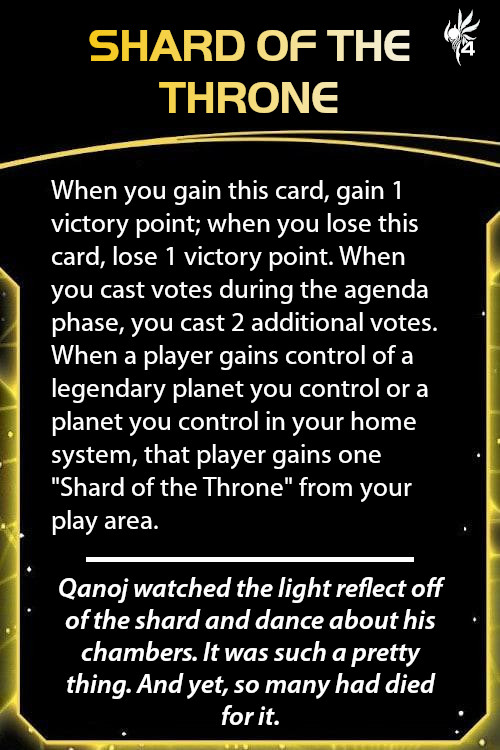 SHARD OF THE
THRONE
4
When you gain this card, gain 1
victory point; when you lose this
card, lose 1 victory point. When
you cast votes during the agenda
phase, you cast 2 additional votes.
When a player gains control of a
legendary planet you control or a
planet you control in your home
system, that player gains one
"Shard of the Throne" from your
play area.
Qanoj watched the light reflect off
of the shard and dance about his
chambers. It was such a pretty
thing. And yet, so many had died
for it.